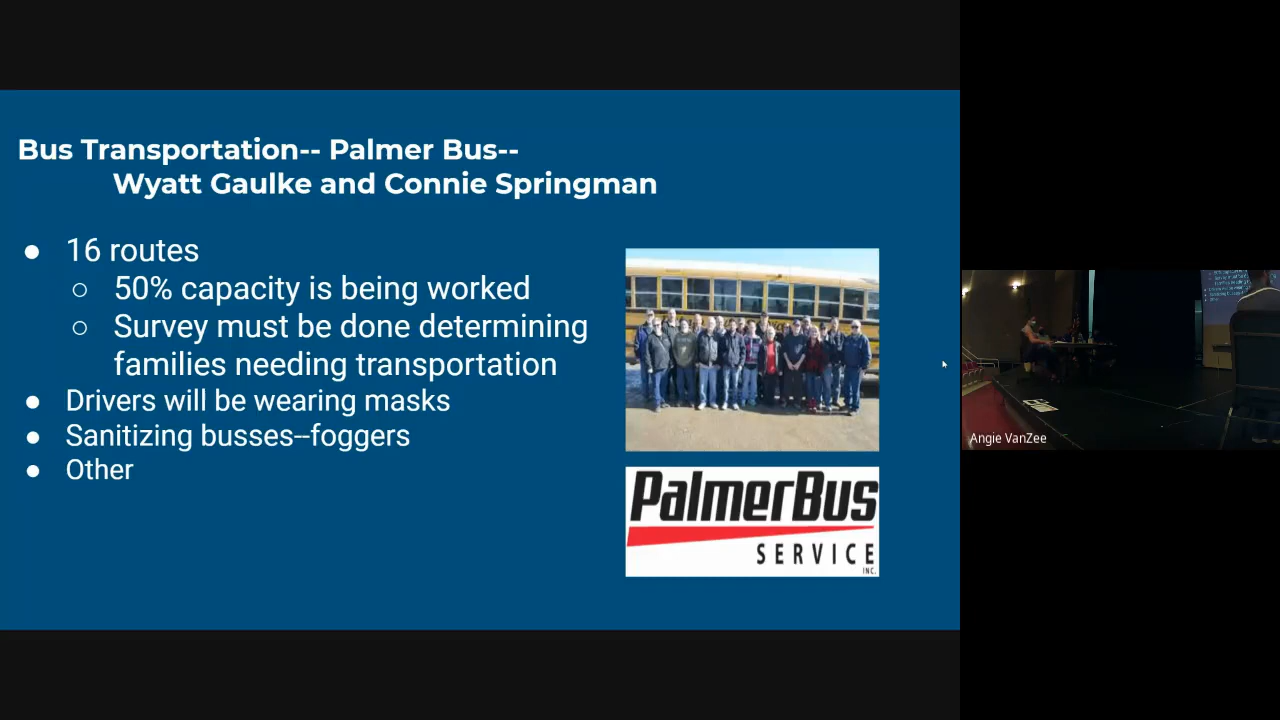 Bus Transportation-- Palmer Bus--
Wyatt Gaulke and Connie Springman
● 16 routes
○ 50% capacity is being worked
○ Survey must be done determining
families needing transportation
● Drivers will be wearing masks
● Sanitizing busses--foggers
● Other
PalmerBus
SERVICE
INC.
Angie VanZee